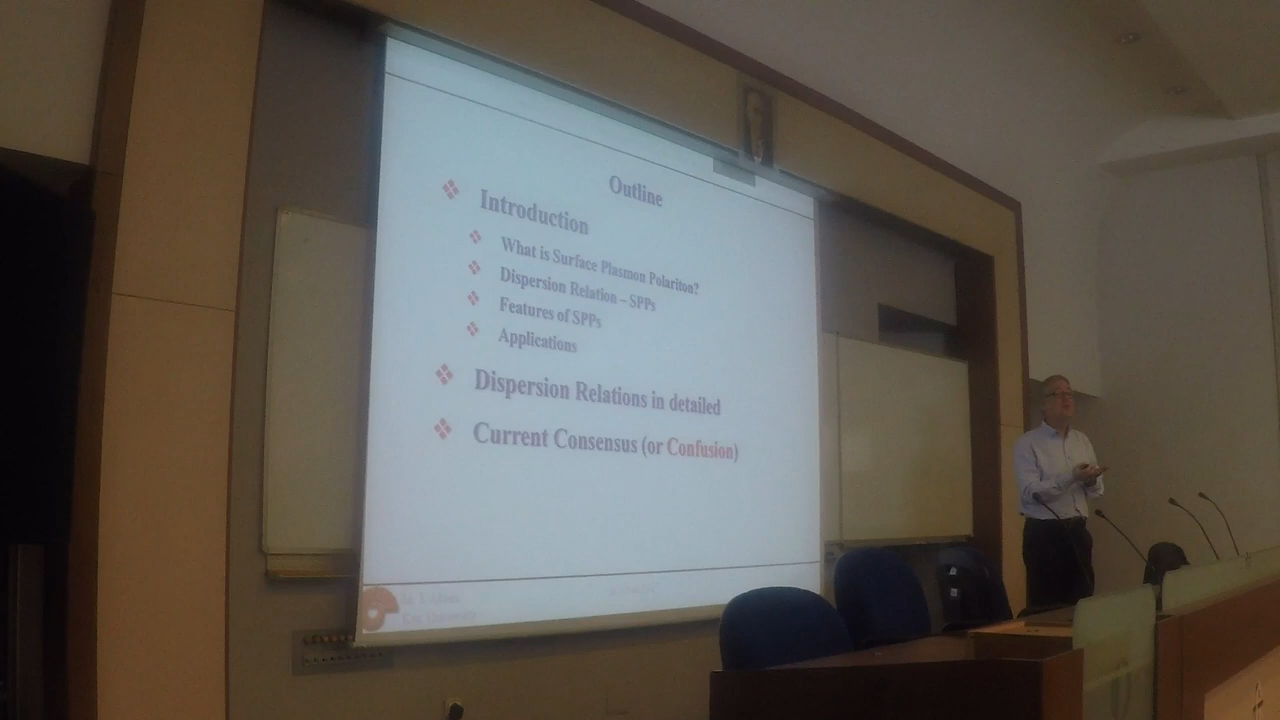 Outline
Introduction
What is Surface Plasmon Polariton?
Dispersion Relation – SPPs
Features of SPPs
Applications
Dispersion Relations in detailed
Current Consensus (or Confusion)